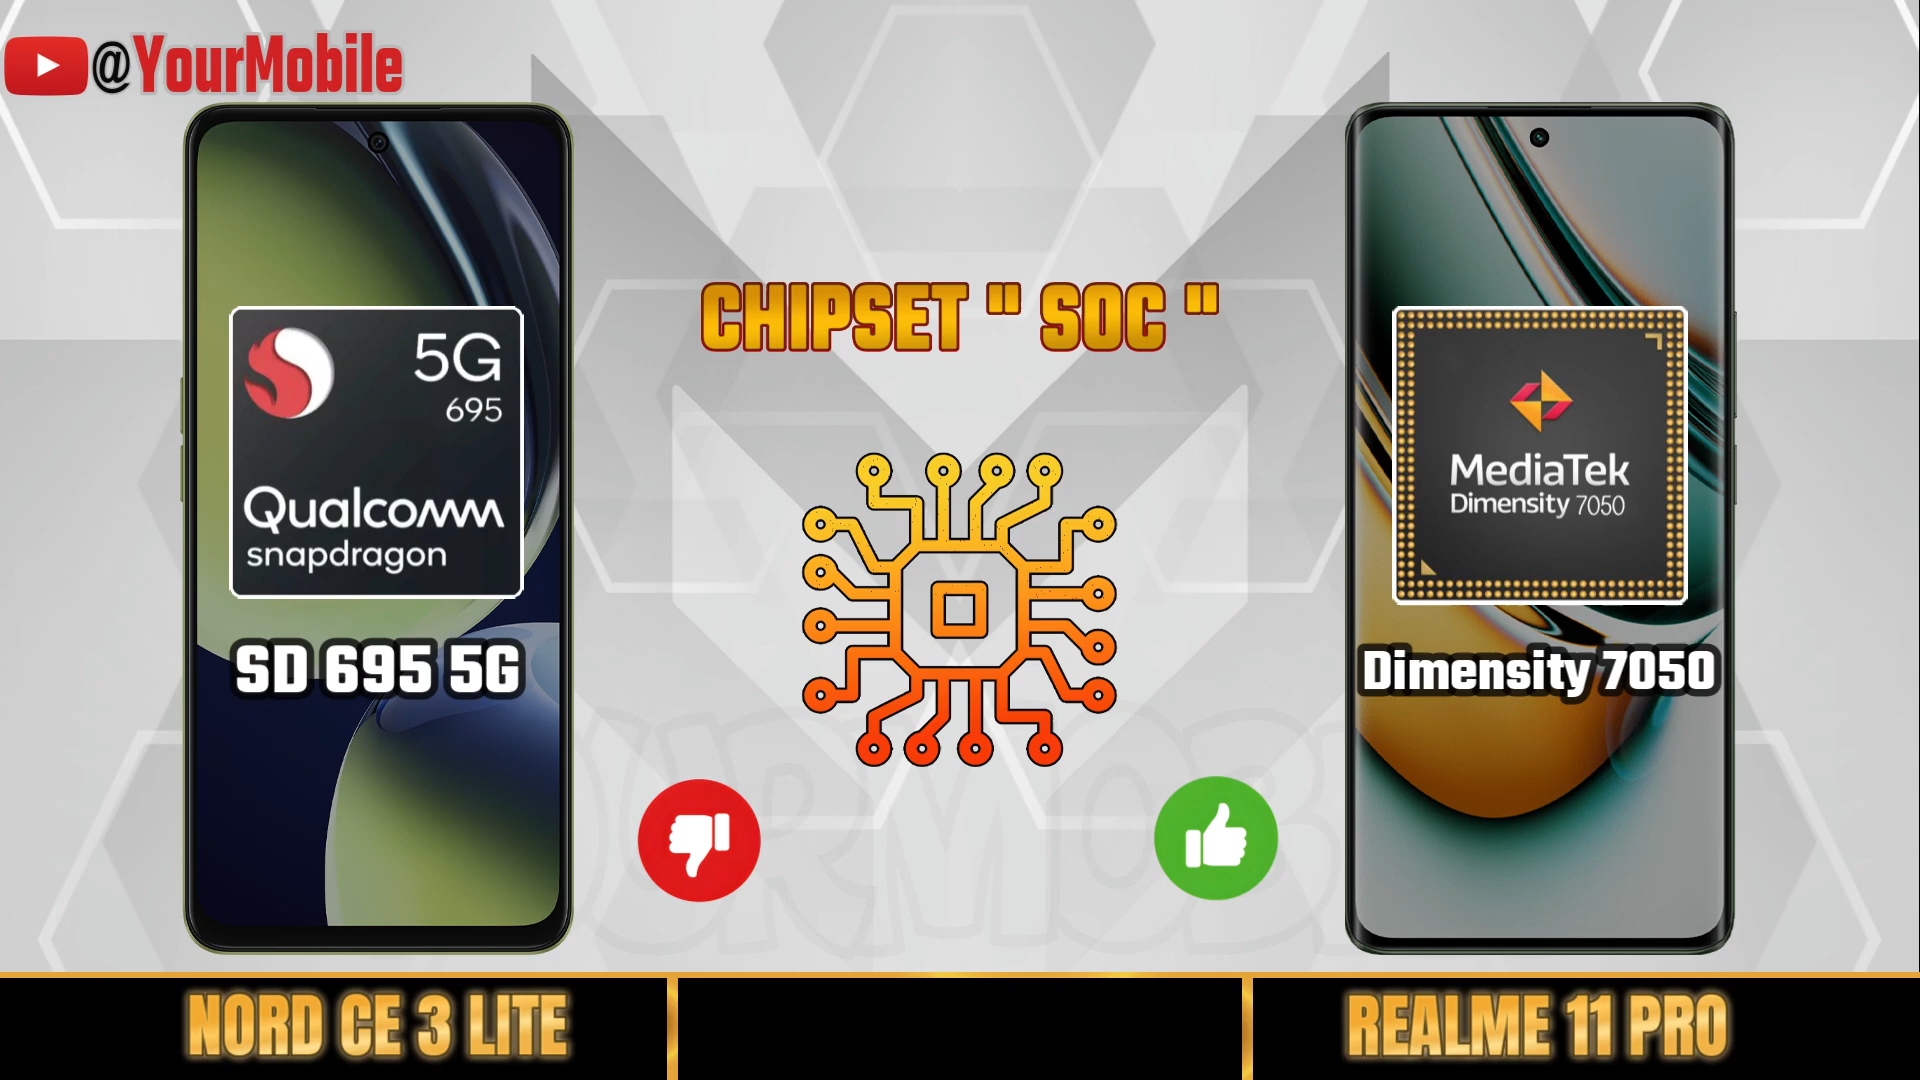 @YourMobile
CHIPSET " SOC "
5G
695
Qualcomm
snapdragon
SD 695 5G
MediaTek
Dimensity 7050
Dimensity 7050
NORD CE 3 LITE
REALME 11 PRO